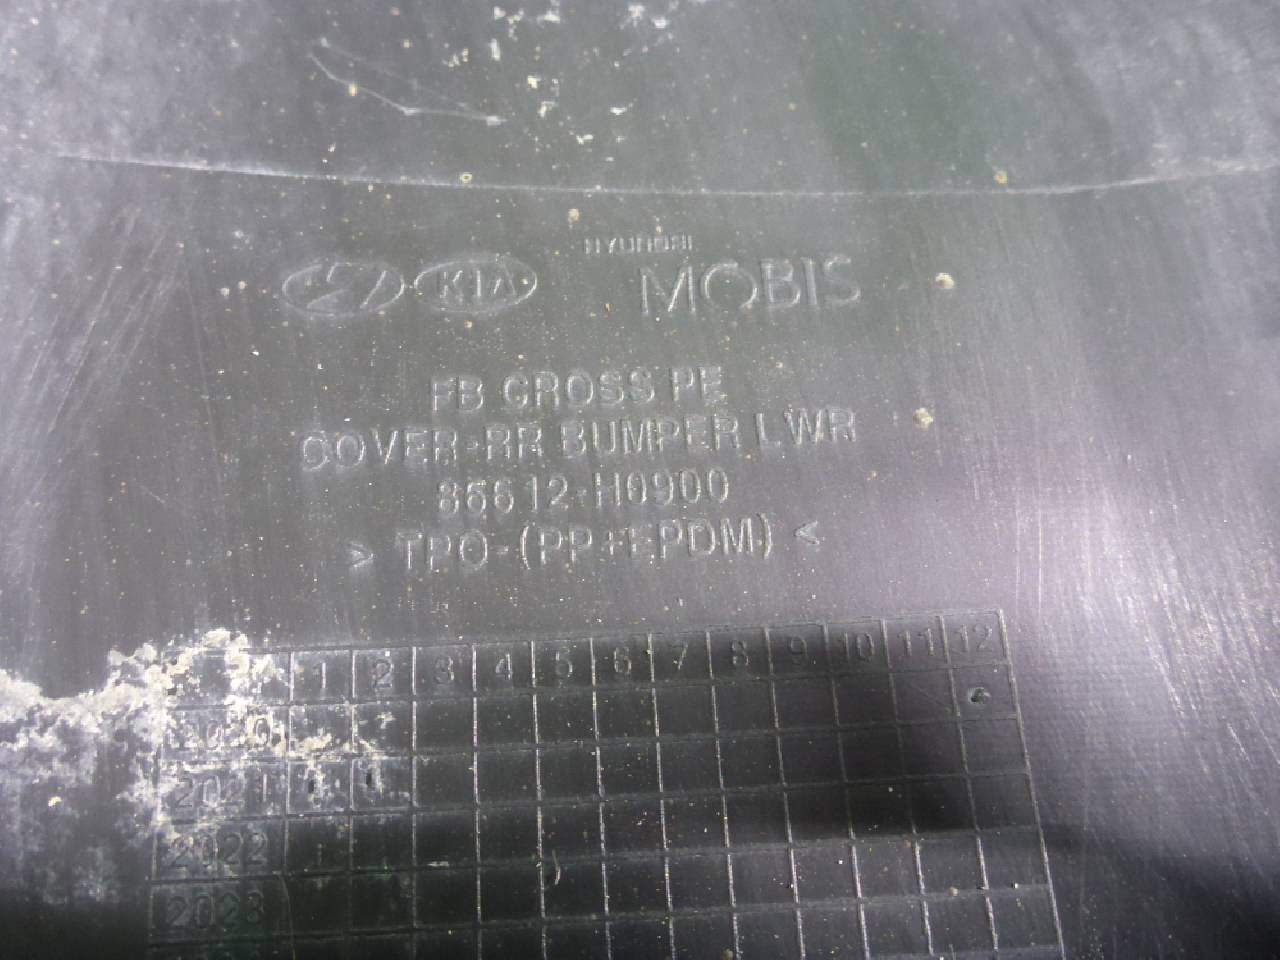 KIA
HYUNDAI
MOBIS
FB CROSS PE
COVER-RR BUMPER LWR
86612-H0900
> TPO-(PP+EPDM) <
1 2 3 4 5 6 7 8 9 10 11 12
2020
2021
2022
2023